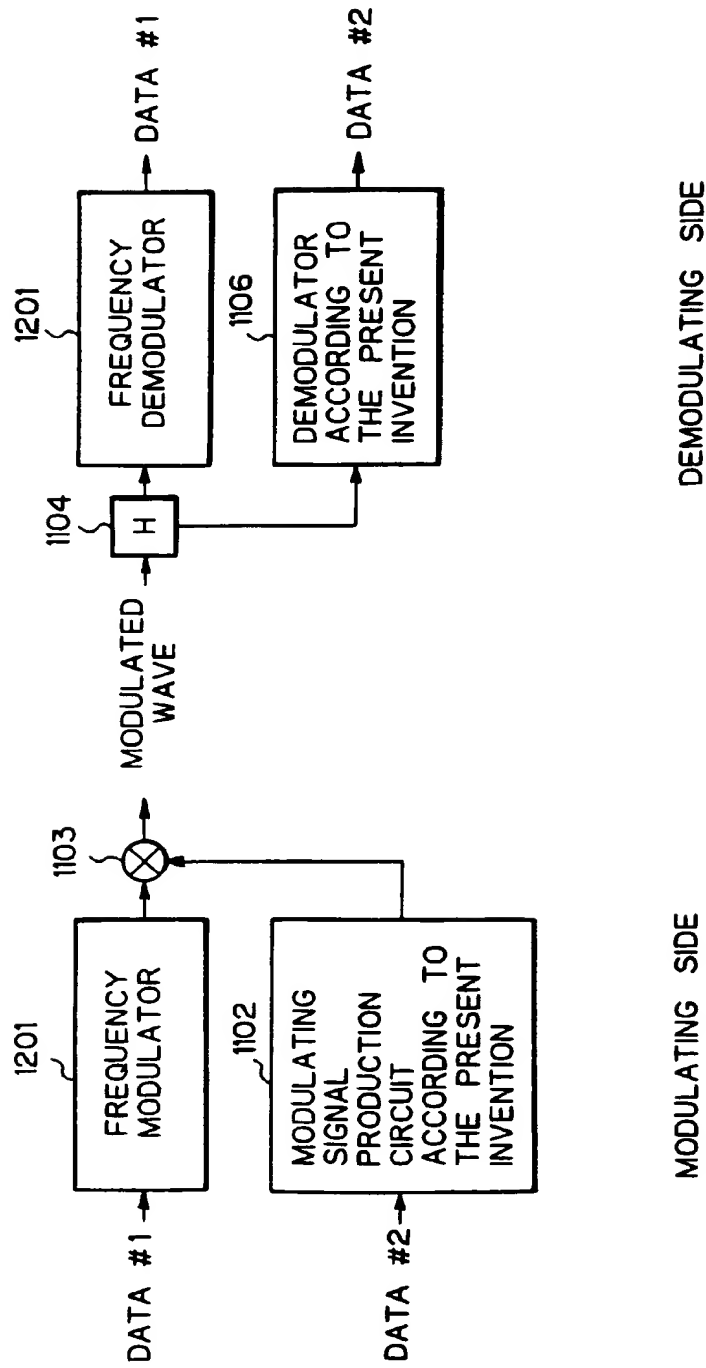 DATA #1
1201
FREQUENCY
MODULATOR
1103
DATA #2
1102
MODULATING
SIGNAL
PRODUCTION
CIRCUIT
ACCORDING TO
THE PRESENT
INVENTION
MODULATING SIDE
MODULATED
WAVE
1104
H
1201
FREQUENCY
DEMODULATOR
DATA #1
1106
DEMODULATOR
ACCORDING TO
THE PRESENT
INVENTION
DATA #2
DEMODULATING SIDE